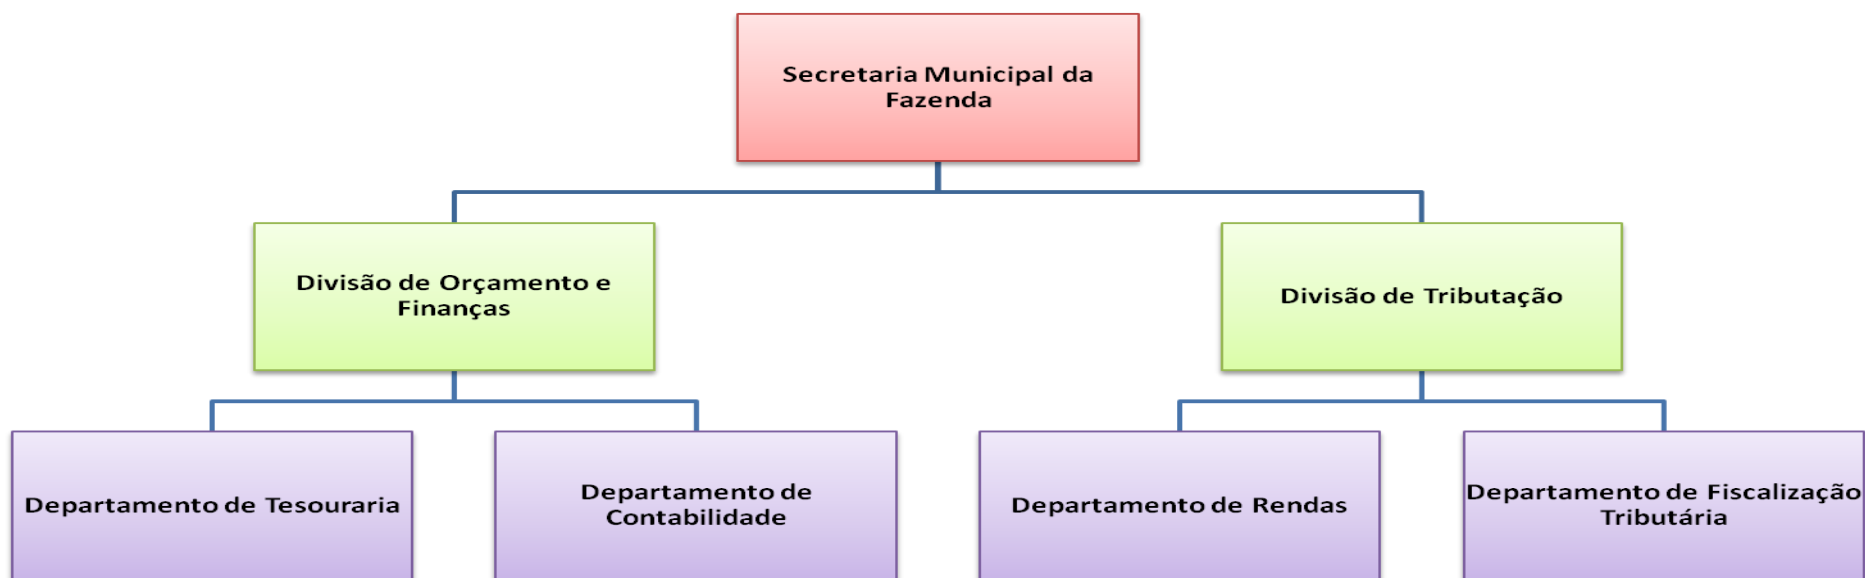 Secretaria Municipal da
Fazenda
Divisão de Orçamento e
Finanças
Divisão de Tributação
Departamento de Tesouraria
Departamento de
Contabilidade
Departamento de Rendas
Departamento de Fiscalização
Tributária